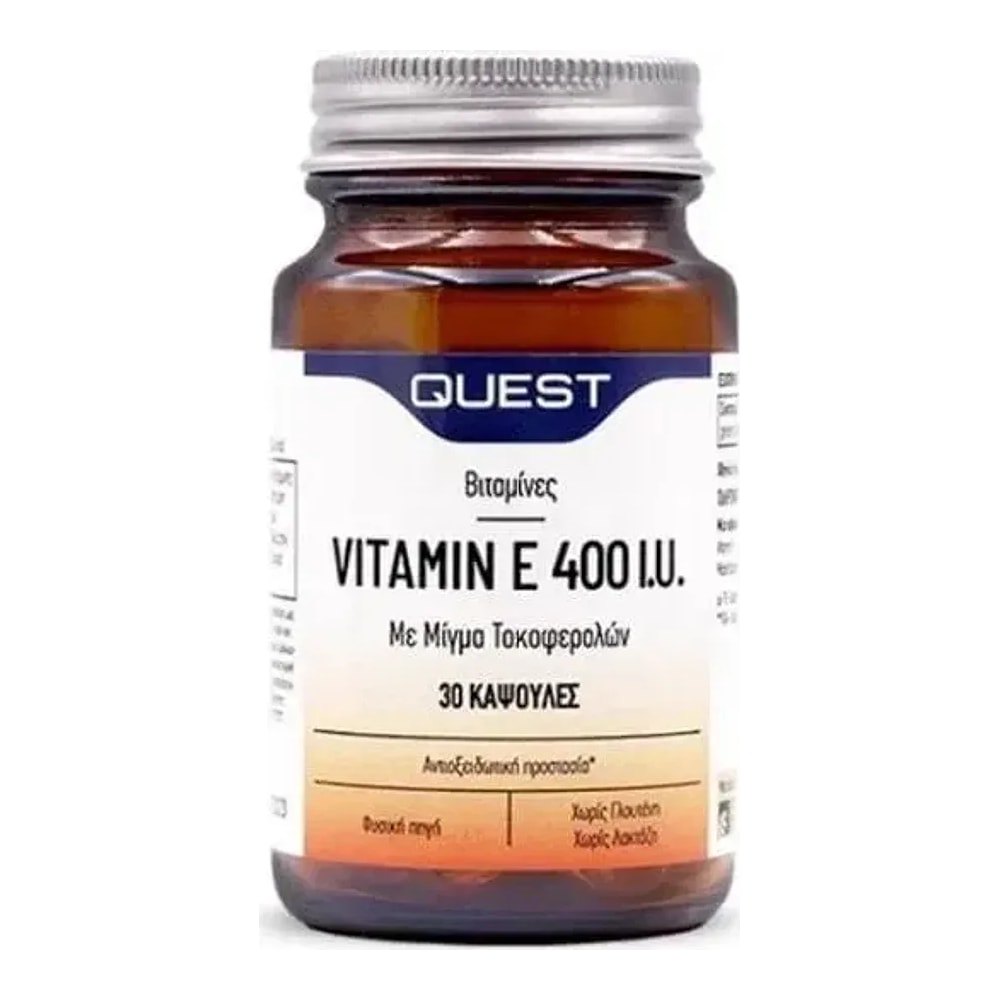 QUEST
Βιταμίνες
VITAMIN E 400 I.U.
Με Μίγμα Τοκοφερολών
30 ΚΑΨΟΥΛΕΣ
Αντιοξειδωτική προστασία*
Φυσική πηγή
Χωρίς Γλουτένη
Χωρίς Λακτόζη